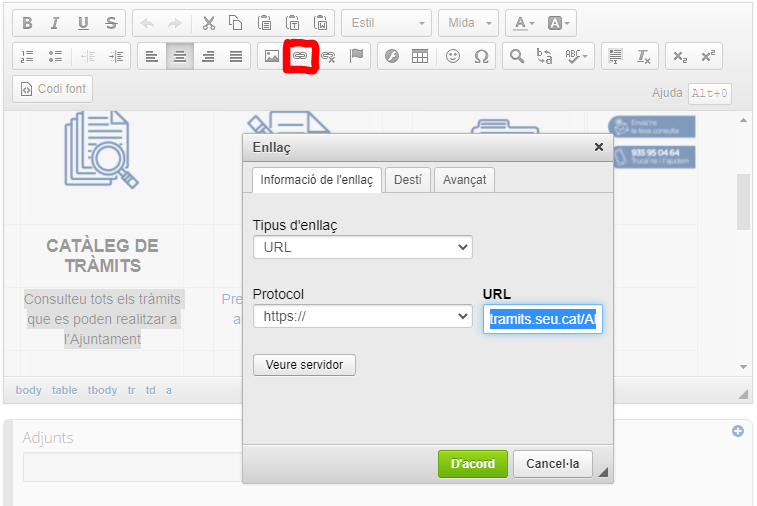 B I U S Estil Mida A A
Codi font
Ajuda Alt+0
Envia'ns
la teva consulta
935 95 04 64
Truca'ns i t'ajudem
CATÀLEG DE
TRÀMITS
Consulteu tots els tràmits
que es poden realitzar a
l'Ajuntament
Pre
a
Enllaç
Informació de l'enllaç Destí Avançat
Tipus d'enllaç
URL
Protocol URL
https:// tramits.seu.cat/Al
Veure servidor
D'acord Cancel·la
body table tbody tr td a
Adjunts